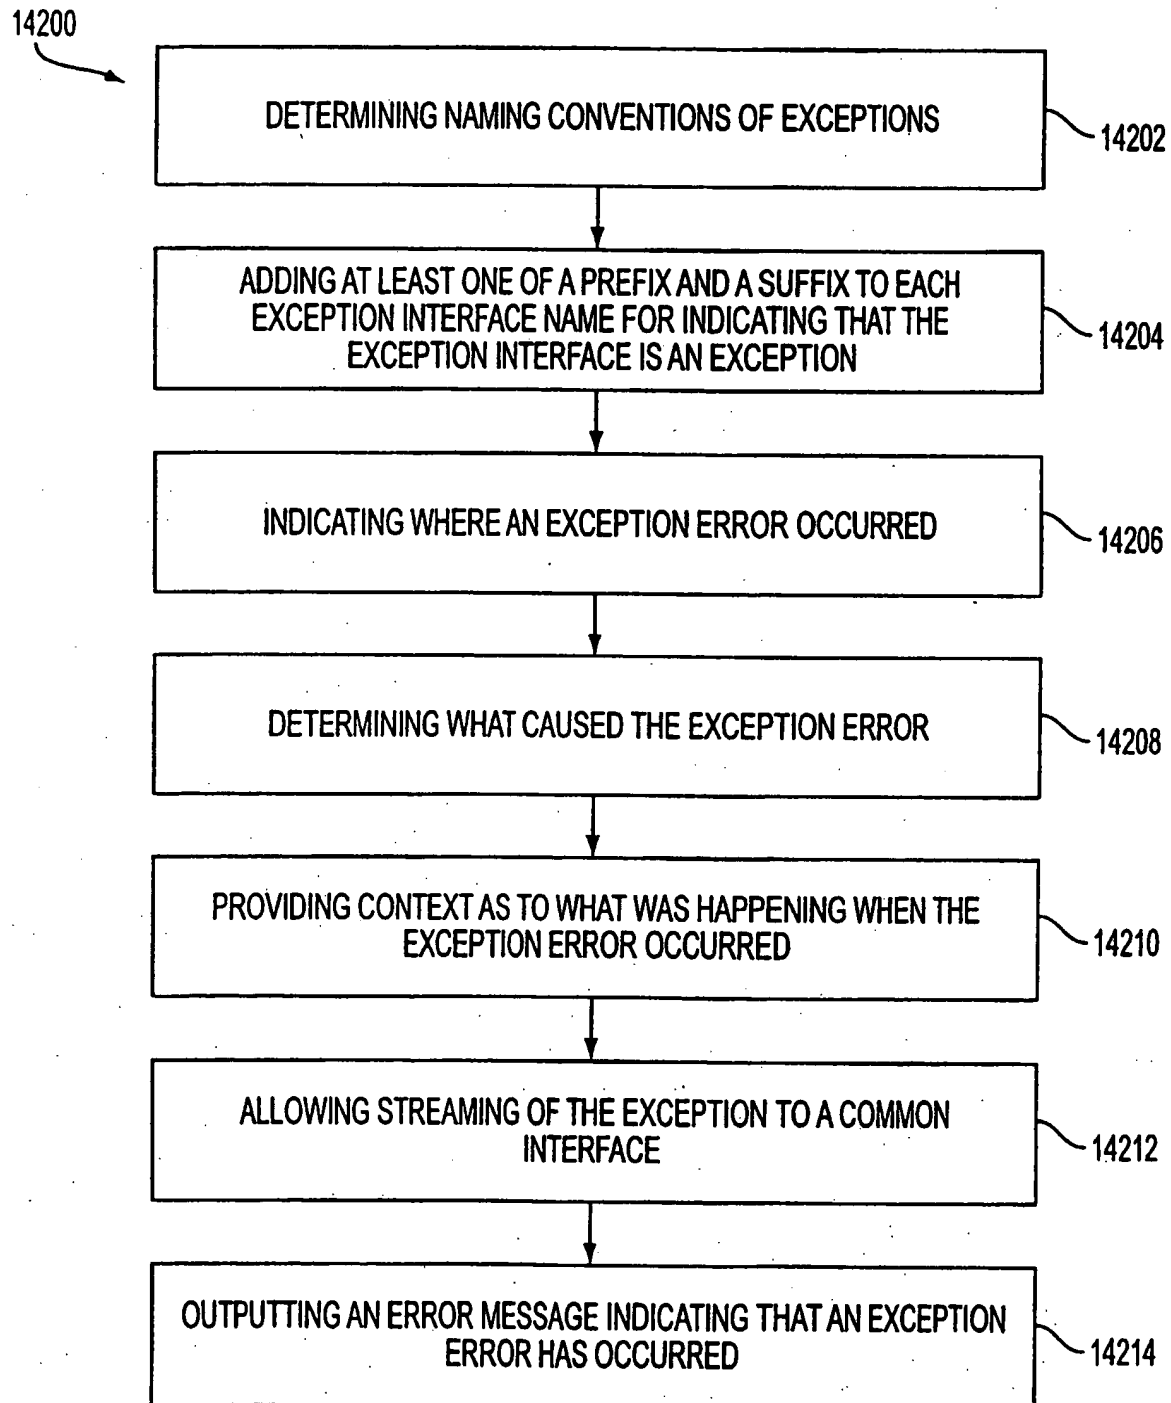 14200
DETERMINING NAMING CONVENTIONS OF EXCEPTIONS
14202
ADDING AT LEAST ONE OF A PREFIX AND A SUFFIX TO EACH
EXCEPTION INTERFACE NAME FOR INDICATING THAT THE
EXCEPTION INTERFACE IS AN EXCEPTION
14204
INDICATING WHERE AN EXCEPTION ERROR OCCURRED
14206
DETERMINING WHAT CAUSED THE EXCEPTION ERROR
14208
PROVIDING CONTEXT AS TO WHAT WAS HAPPENING WHEN THE
EXCEPTION ERROR OCCURRED
14210
ALLOWING STREAMING OF THE EXCEPTION TO A COMMON
INTERFACE
14212
OUTPUTTING AN ERROR MESSAGE INDICATING THAT AN EXCEPTION
ERROR HAS OCCURRED
14214